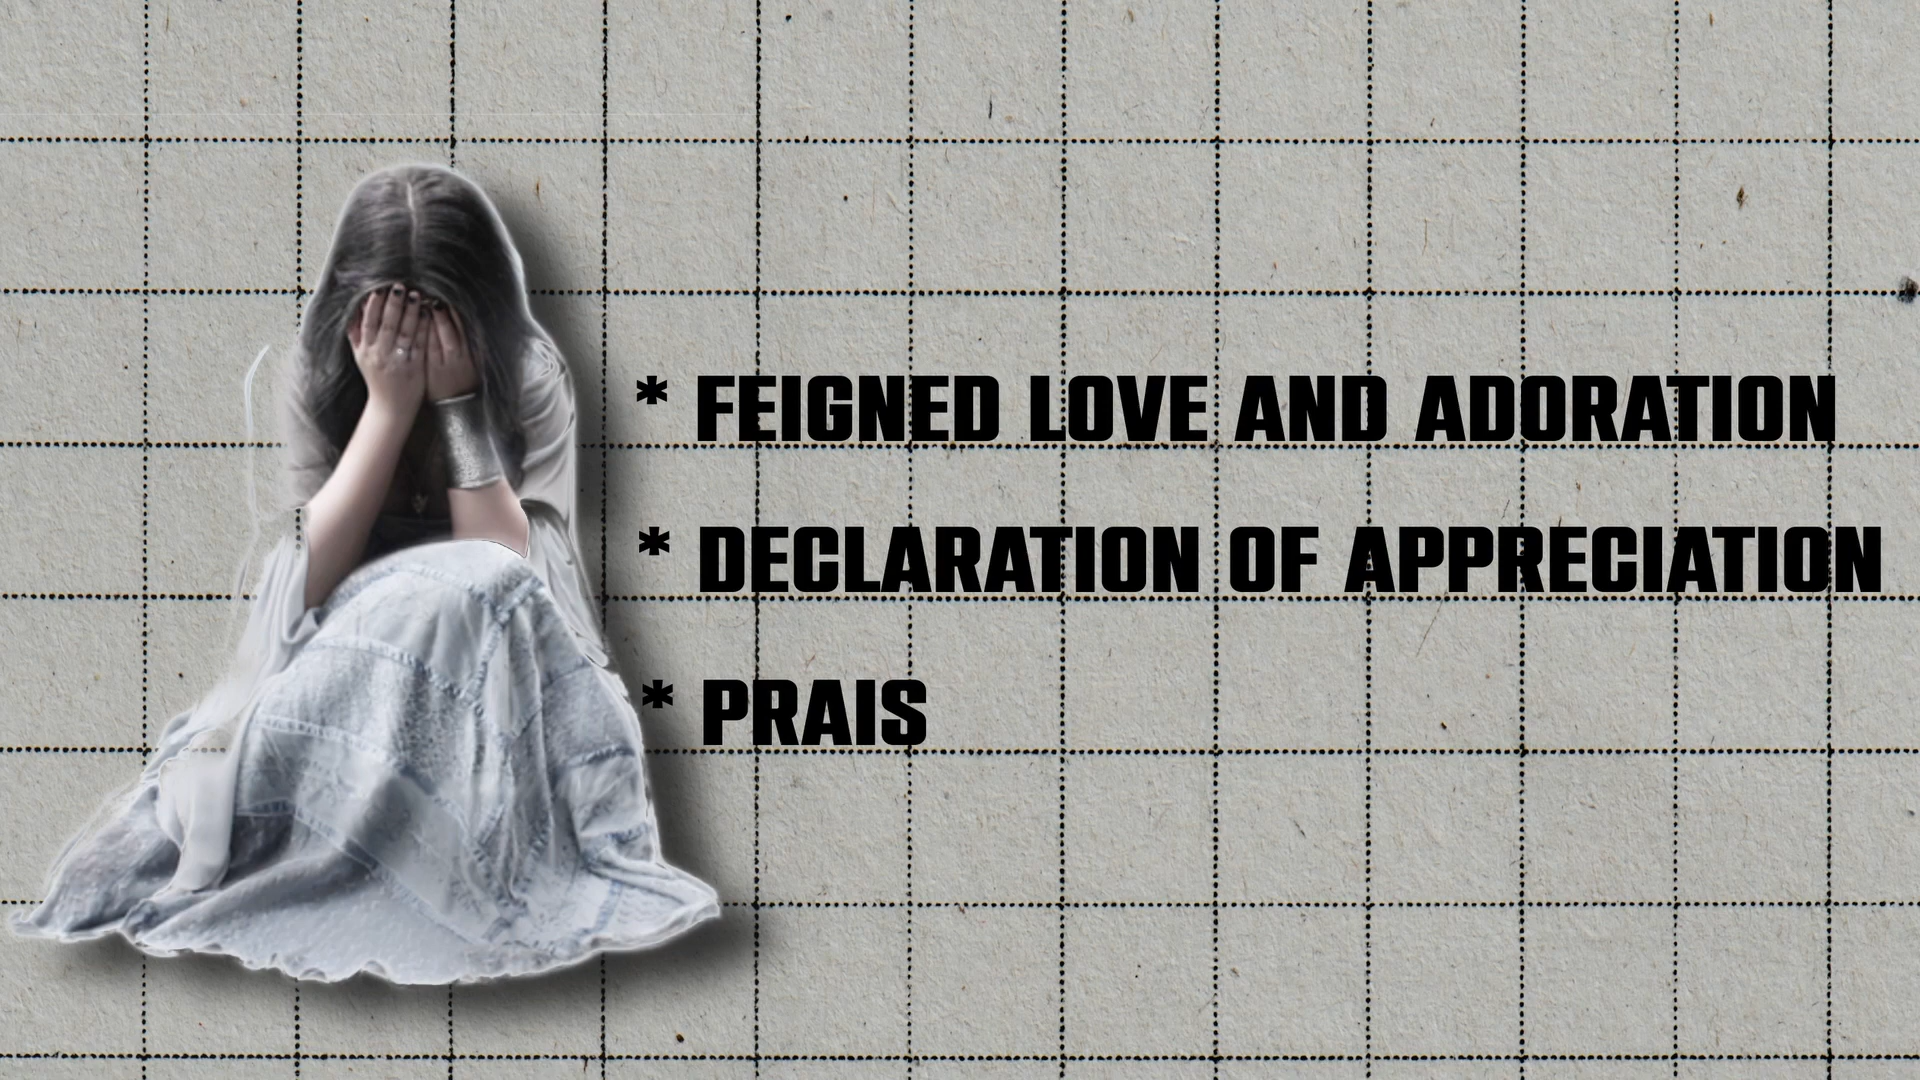 * FEIGNED LOVE AND ADORATION
* DECLARATION OF APPRECIATION
* PRAIS